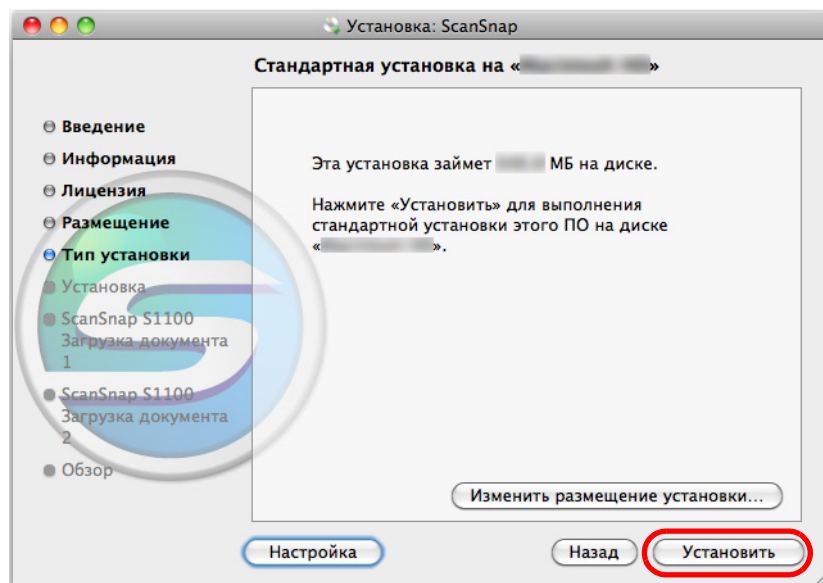 Установка: ScanSnap
Стандартная установка на « »
Введение
Информация
Лицензия
Размещение
Тип установки
Установка
ScanSnap S1100
Загрузка документа
1
ScanSnap S1100
Загрузка документа
2
Обзор
Эта установка займет МБ на диске.
Нажмите «Установить» для выполнения
стандартной установки этого ПО на диске
« ».
Изменить размещение установки...
Настройка
Назад
Установить